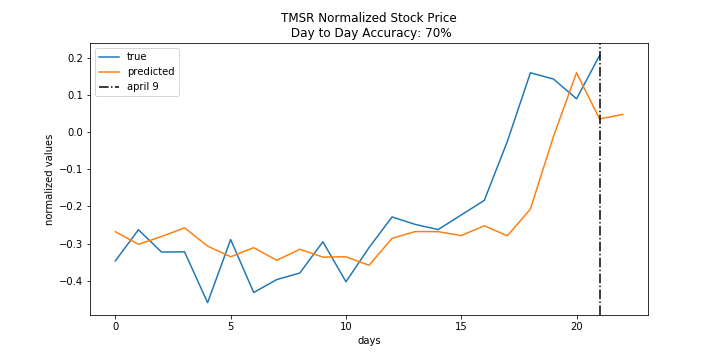 TMSR Normalized Stock Price
Day to Day Accuracy: 70%
true
predicted
april 9
normalized values
0.2
0.1
0.0
−0.1
−0.2
−0.3
−0.4
0 5 10 15 20
days